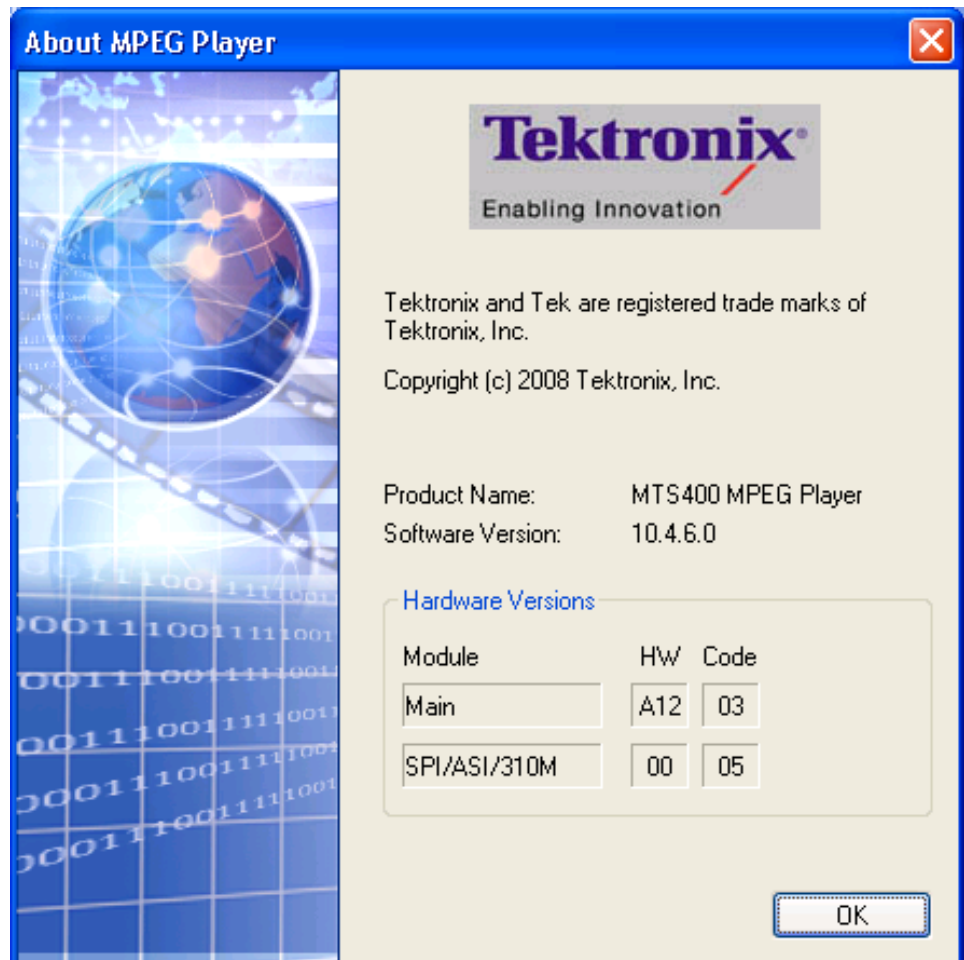 About MPEG Player
Tektronix®
Enabling Innovation
Tektronix and Tek are registered trade marks of
Tektronix, Inc.
Copyright (c) 2008 Tektronix, Inc.
Product Name: MTS400 MPEG Player
Software Version: 10.4.6.0
Hardware Versions
Module HW Code
Main A12 03
SPI/ASI/310M 00 05
OK